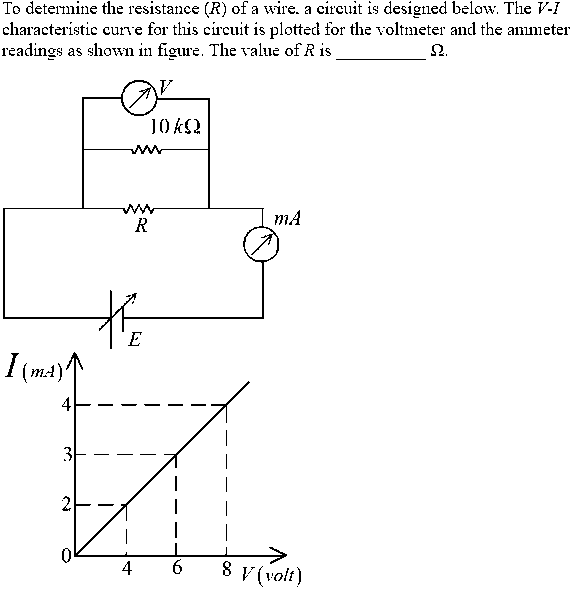 To determine the resistance (R) of a wire, a circuit is designed below. The V-I
characteristic curve for this circuit is plotted for the voltmeter and the ammeter
readings as shown in figure. The value of R is ____________ Ω.
V
10 kΩ
R
mA
E
I (mA)
4
3
2
0
4 6 8 V (volt)